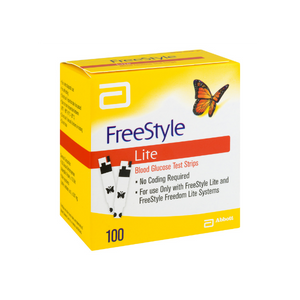 FreeStyle
Lite
Blood Glucose Test Strips
• No Coding Required
• For use Only with FreeStyle Lite and
FreeStyle Freedom Lite Systems
100
Abbott